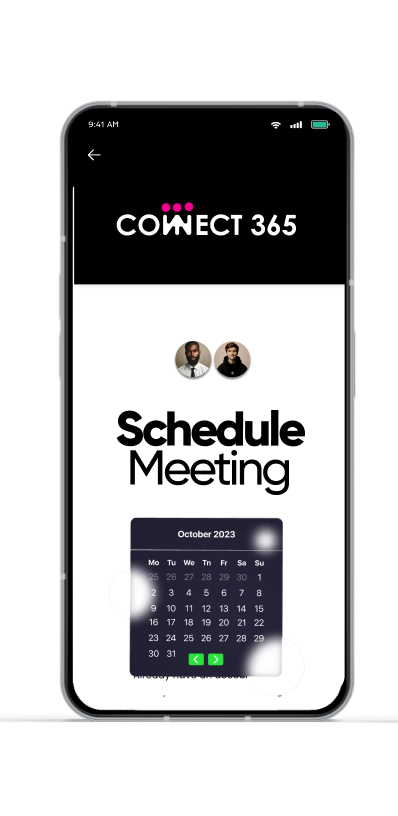 9:41 AM
CONNECT 365
Schedule
Meeting
October 2023
Mo Tu We Tn Fr Sa Su
25 26 27 28 29 30 1
2 3 4 5 6 7 8
9 10 11 12 13 14 15
16 17 18 19 20 21 22
23 24 25 26 27 28 29
30 31
Already have an